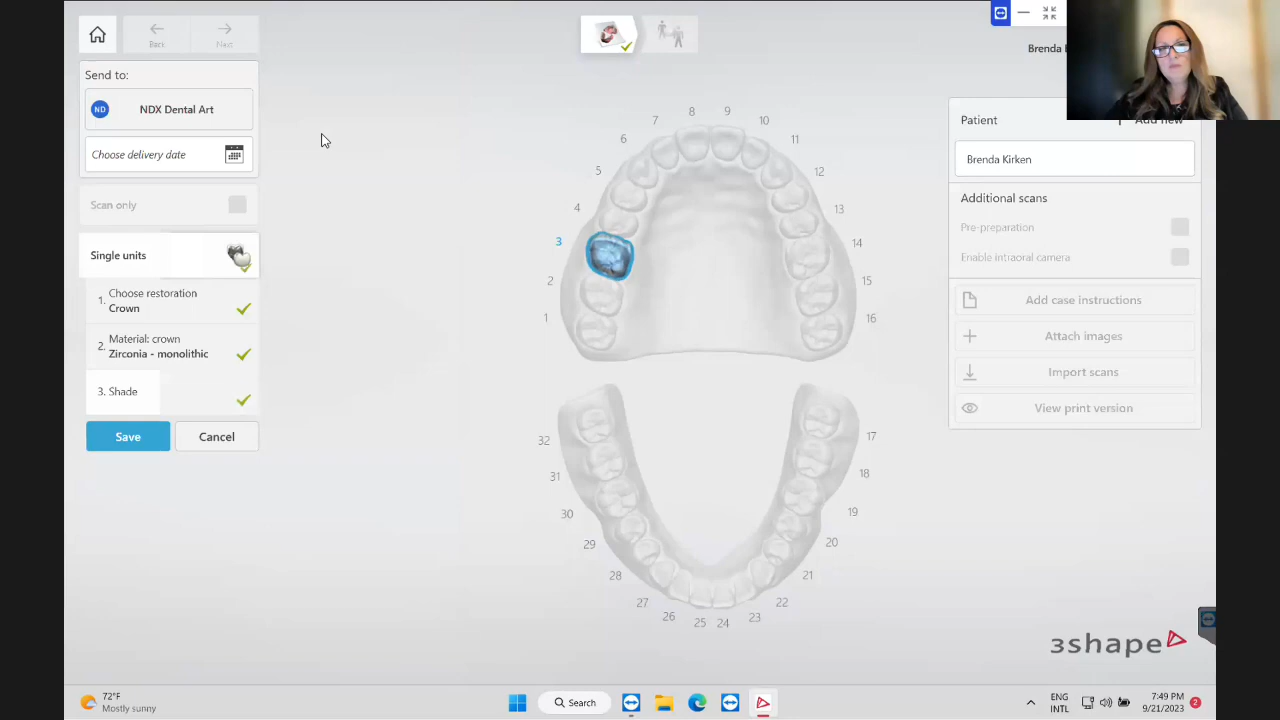 Back
Next
Send to:
ND
NDX Dental Art
Choose delivery date
Scan only
Single units
1. Choose restoration
Crown
2. Material: crown
Zirconia - monolithic
3. Shade
Save
Cancel
1
2
3
4
5
6
7
8
9
10
11
12
13
14
15
16
17
18
19
20
21
22
23
24
25
26
27
28
29
30
31
32
Brenda
Patient
Add new
Brenda Kirken
Additional scans
Pre-preparation
Enable intraoral camera
Add case instructions
Attach images
Import scans
View print version
3shape
72°F
Mostly sunny
Search
ENG
INTL
7:49 PM
9/21/2023
2